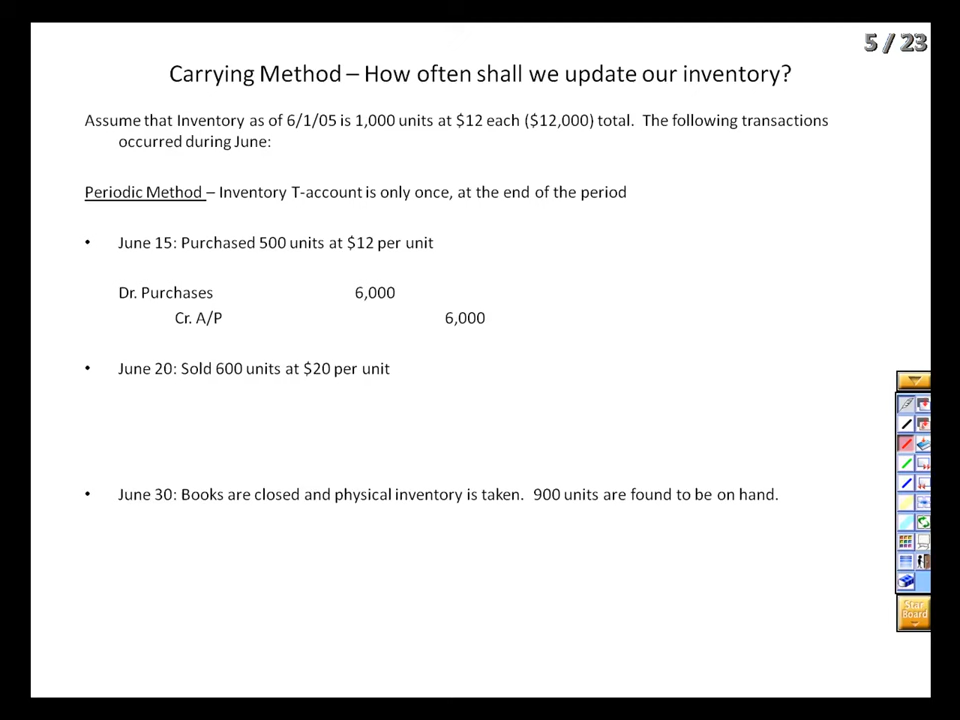 5 / 23
Carrying Method – How often shall we update our inventory?
Assume that Inventory as of 6/1/05 is 1,000 units at $12 each ($12,000) total. The following transactions
occurred during June:
Periodic Method – Inventory T-account is only once, at the end of the period
• June 15: Purchased 500 units at $12 per unit
Dr. Purchases 6,000
Cr. A/P 6,000
• June 20: Sold 600 units at $20 per unit
• June 30: Books are closed and physical inventory is taken. 900 units are found to be on hand.
Star
Board